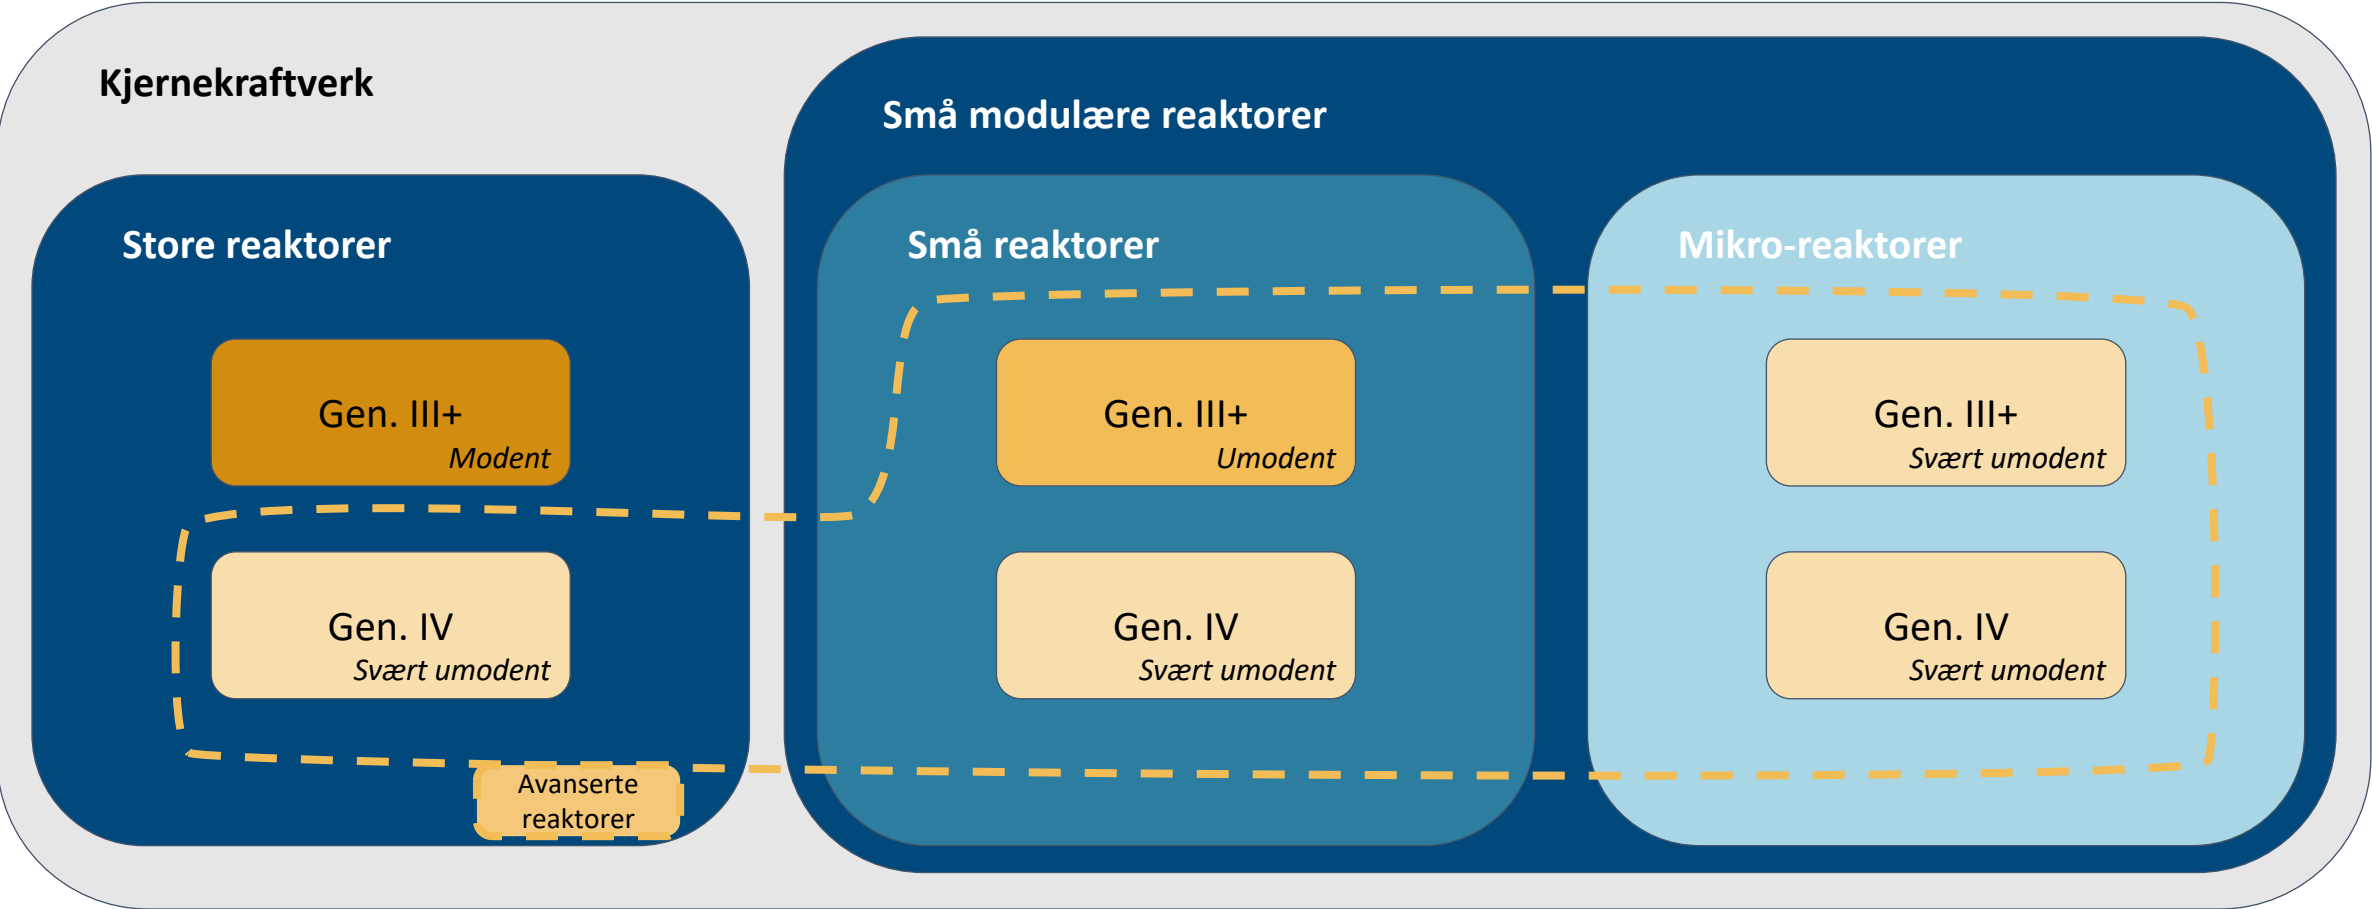 Kjernekraftverk
Små modulære reaktorer
Store reaktorer
Små reaktorer
Mikro-reaktorer
Gen. III+
Modent
Gen. III+
Umodent
Gen. III+
Svært umodent
Gen. IV
Svært umodent
Gen. IV
Svært umodent
Gen. IV
Svært umodent
Avanserte
reaktorer